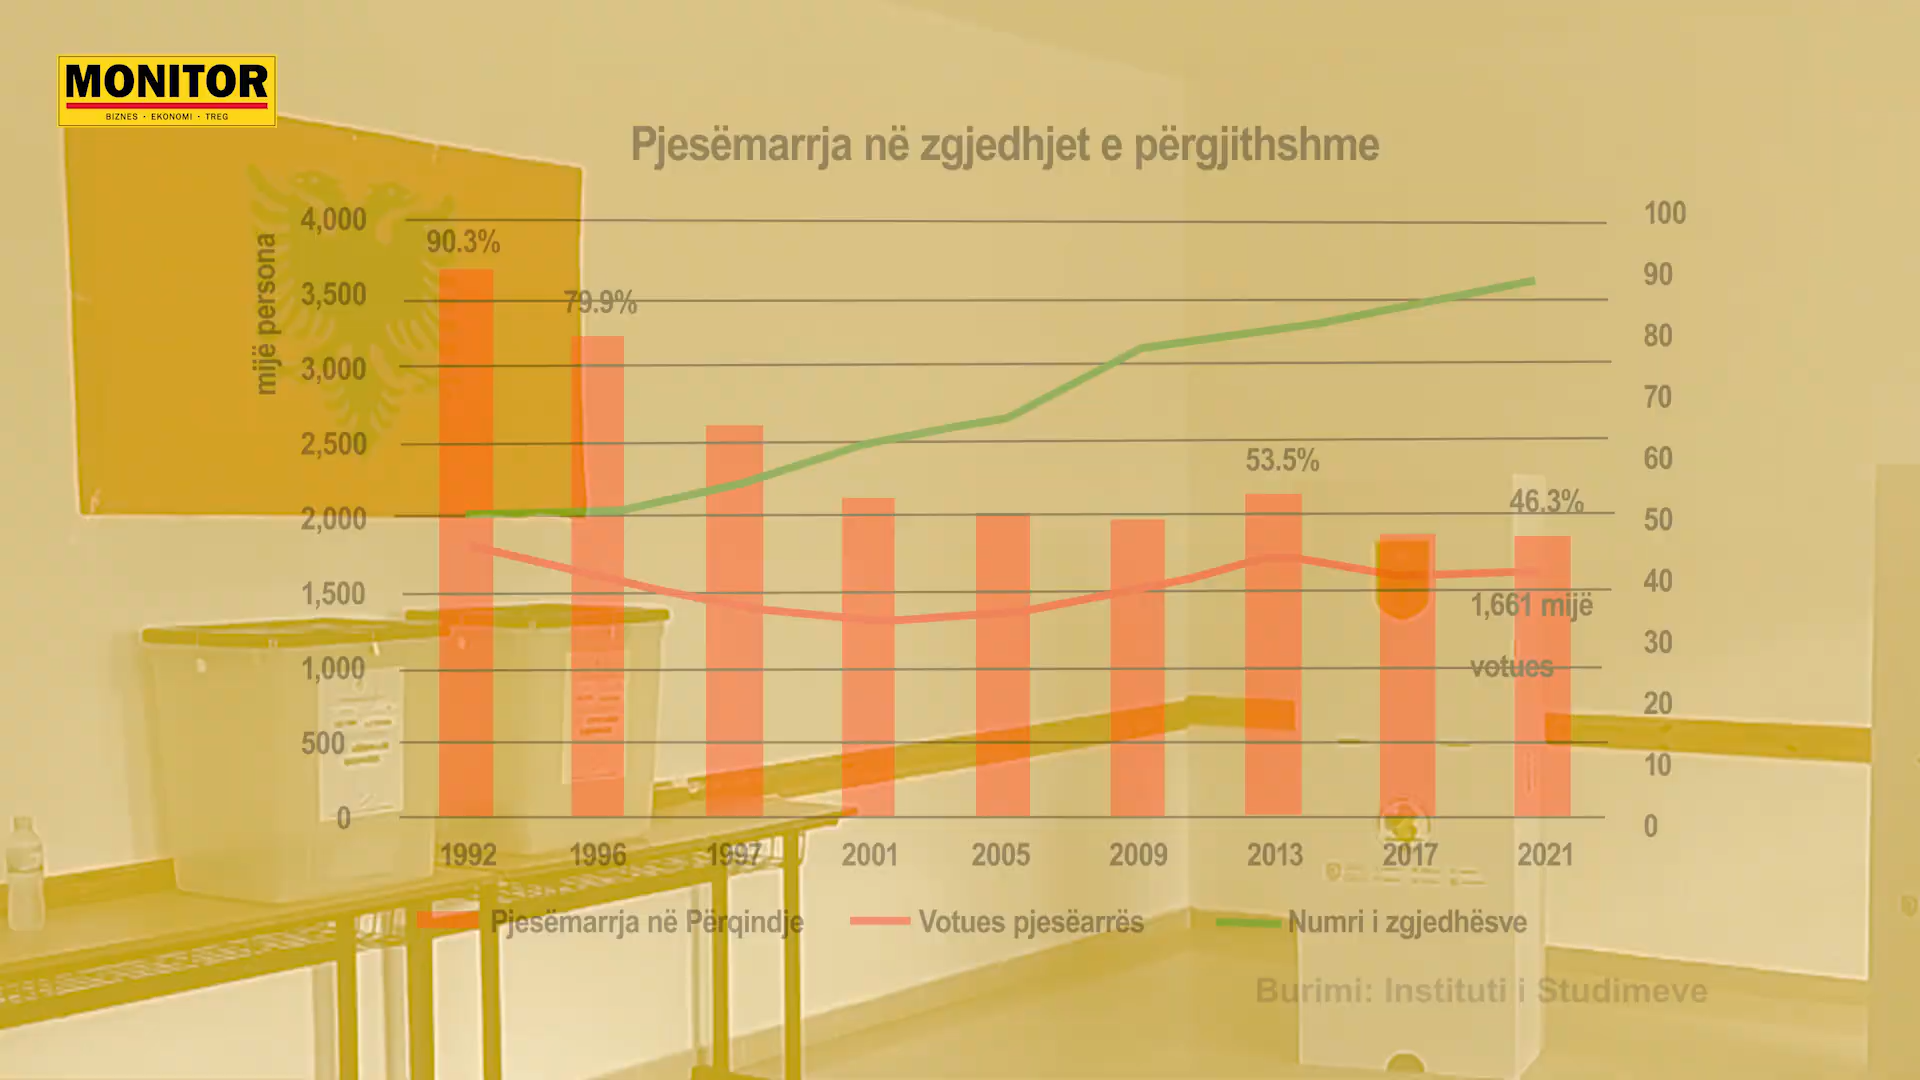 MONITOR
BIZNES · EKONOMI · TREG
Pjesëmarrja në zgjedhjet e përgjithshme
mijë persona
4,000
3,500
3,000
2,500
2,000
1,500
1,000
500
0
100
90
80
70
60
50
40
30
20
10
0
90.3%
79.9%
53.5%
46.3%
1,661 mijë
votues
1992 1996 1997 2001 2005 2009 2013 2017 2021
Pjesëmarrja në Përqindje Votues pjesëarrës Numri i zgjedhësve
Burimi: Instituti i Studimeve